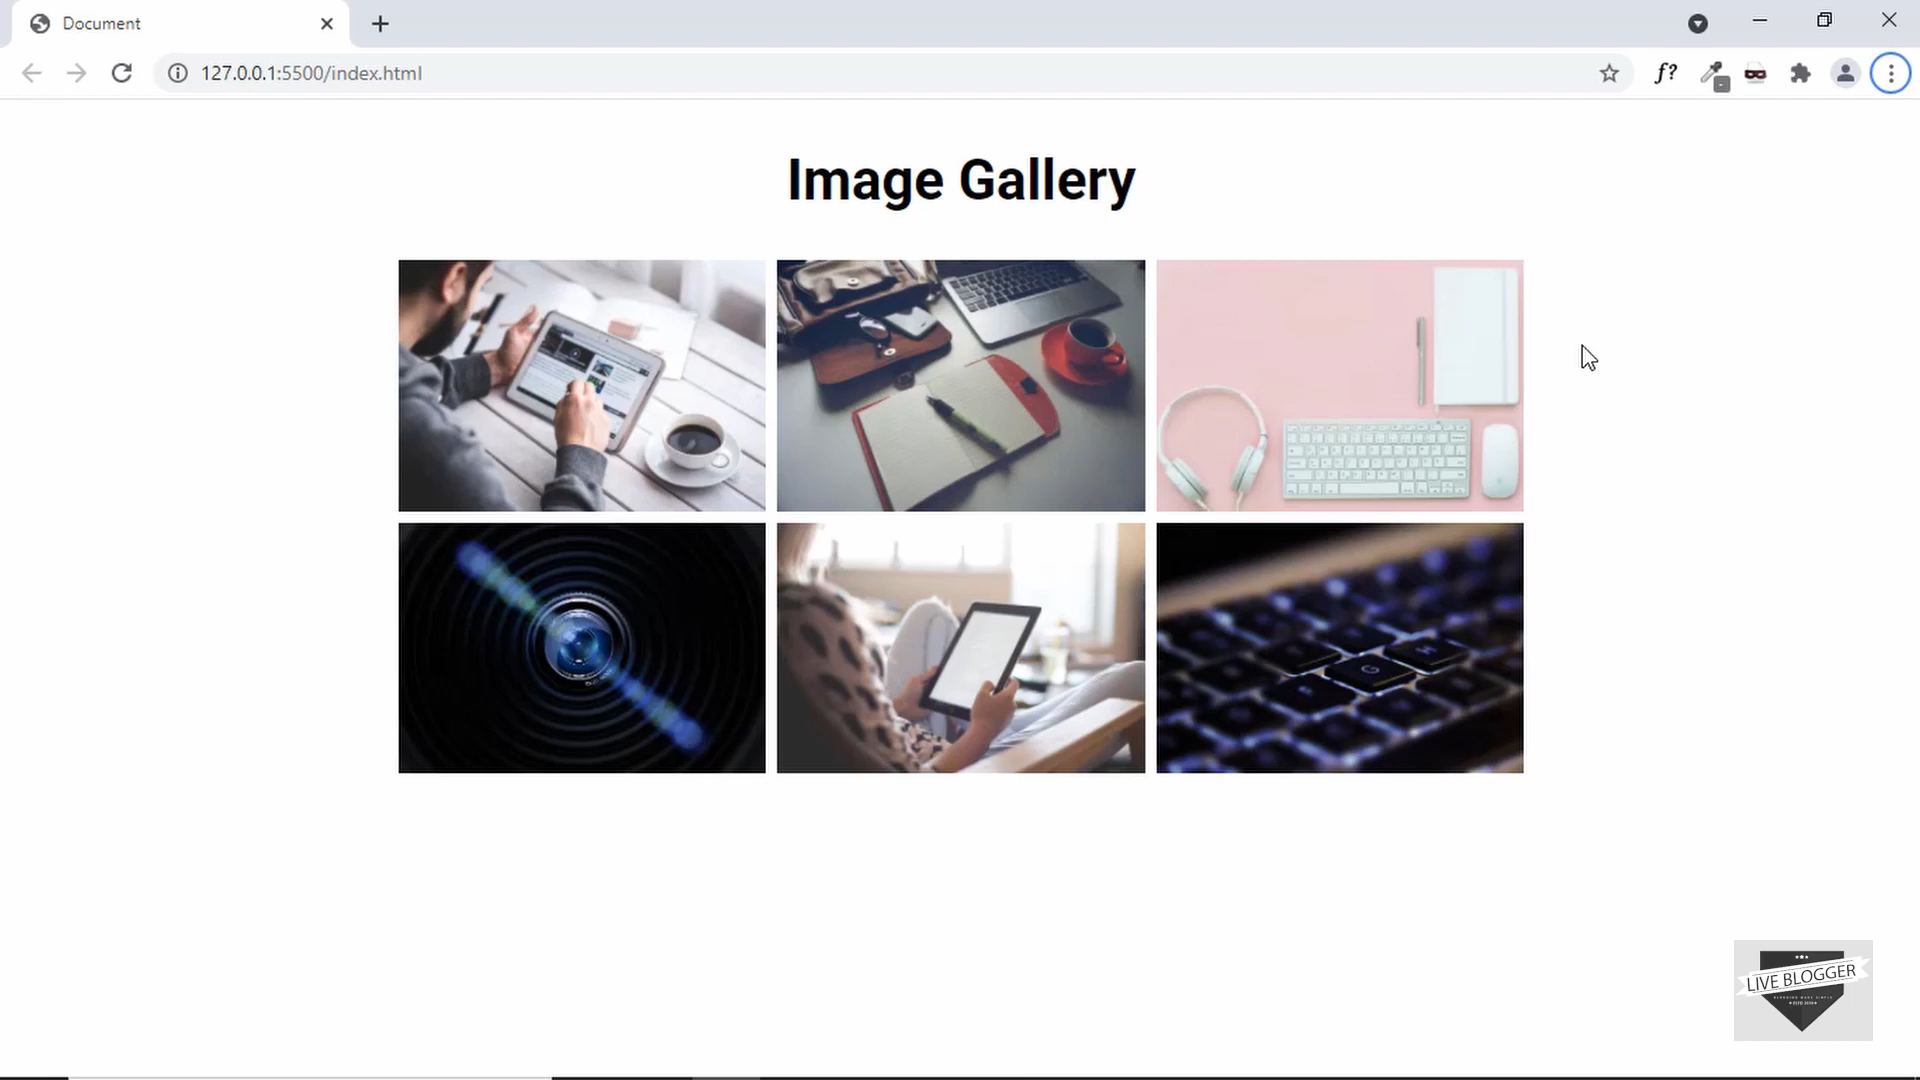 Document
127.0.0.1:5500/index.html
f?
Image Gallery
G
H
LIVE BLOGGER